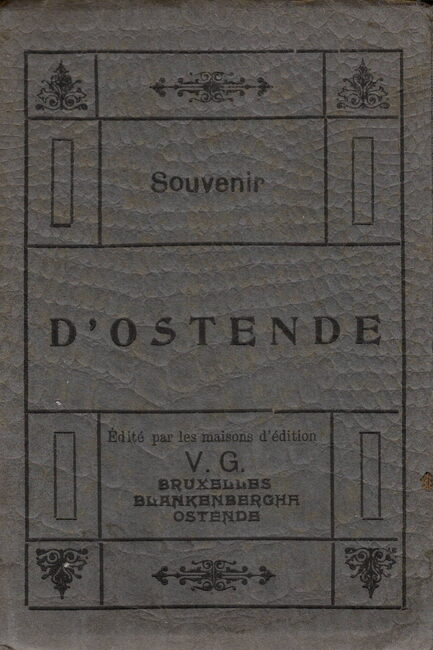 Souvenir
D'OSTENDE
Édité par les maisons d'édition
V. G.
BRUXELLES
BLANKENBERGHE
OSTENDE